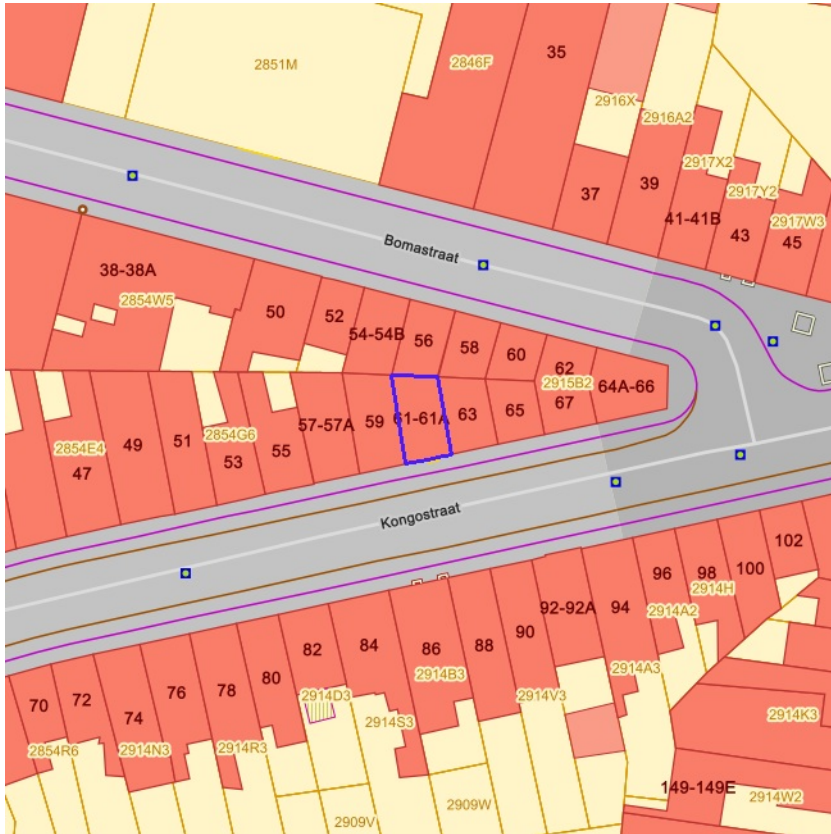 2851M
2846F
35
2916X
2916A2
37
39
2917X2
2917Y2
41-41B
43
2917W3
45
Bomastraat
38-38A
2854W5
50
52
54-54B
56
58
60
62
2915B2
64A-66
67
57-57A
59
61-61A
63
65
2854E4
47
49
51
2854G6
53
55
Kongostraat
102
100
98
2914H
96
2914A2
94
92-92A
90
88
86
2914B3
84
82
80
78
76
74
72
70
2854R6
2914N3
2914R3
2914D3
2914S3
2914V3
2914A3
2914K3
149-149E
2914W2
2909V
2909W